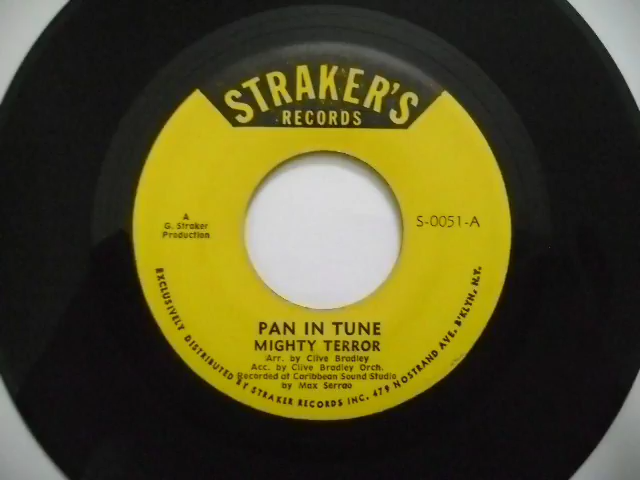 STRAKER'S
RECORDS
A
G. Straker
Production
S-0051-A
PAN IN TUNE
MIGHTY TERROR
Arr. by Clive Bradley
Acc. by Clive Bradley Orch.
Recorded at Caribbean Sound Studio
by Max Serrao
EXCLUSIVELY DISTRIBUTED BY STRAKER RECORDS INC. 479 NOSTRAND AVE. B'KLYN, N.Y.